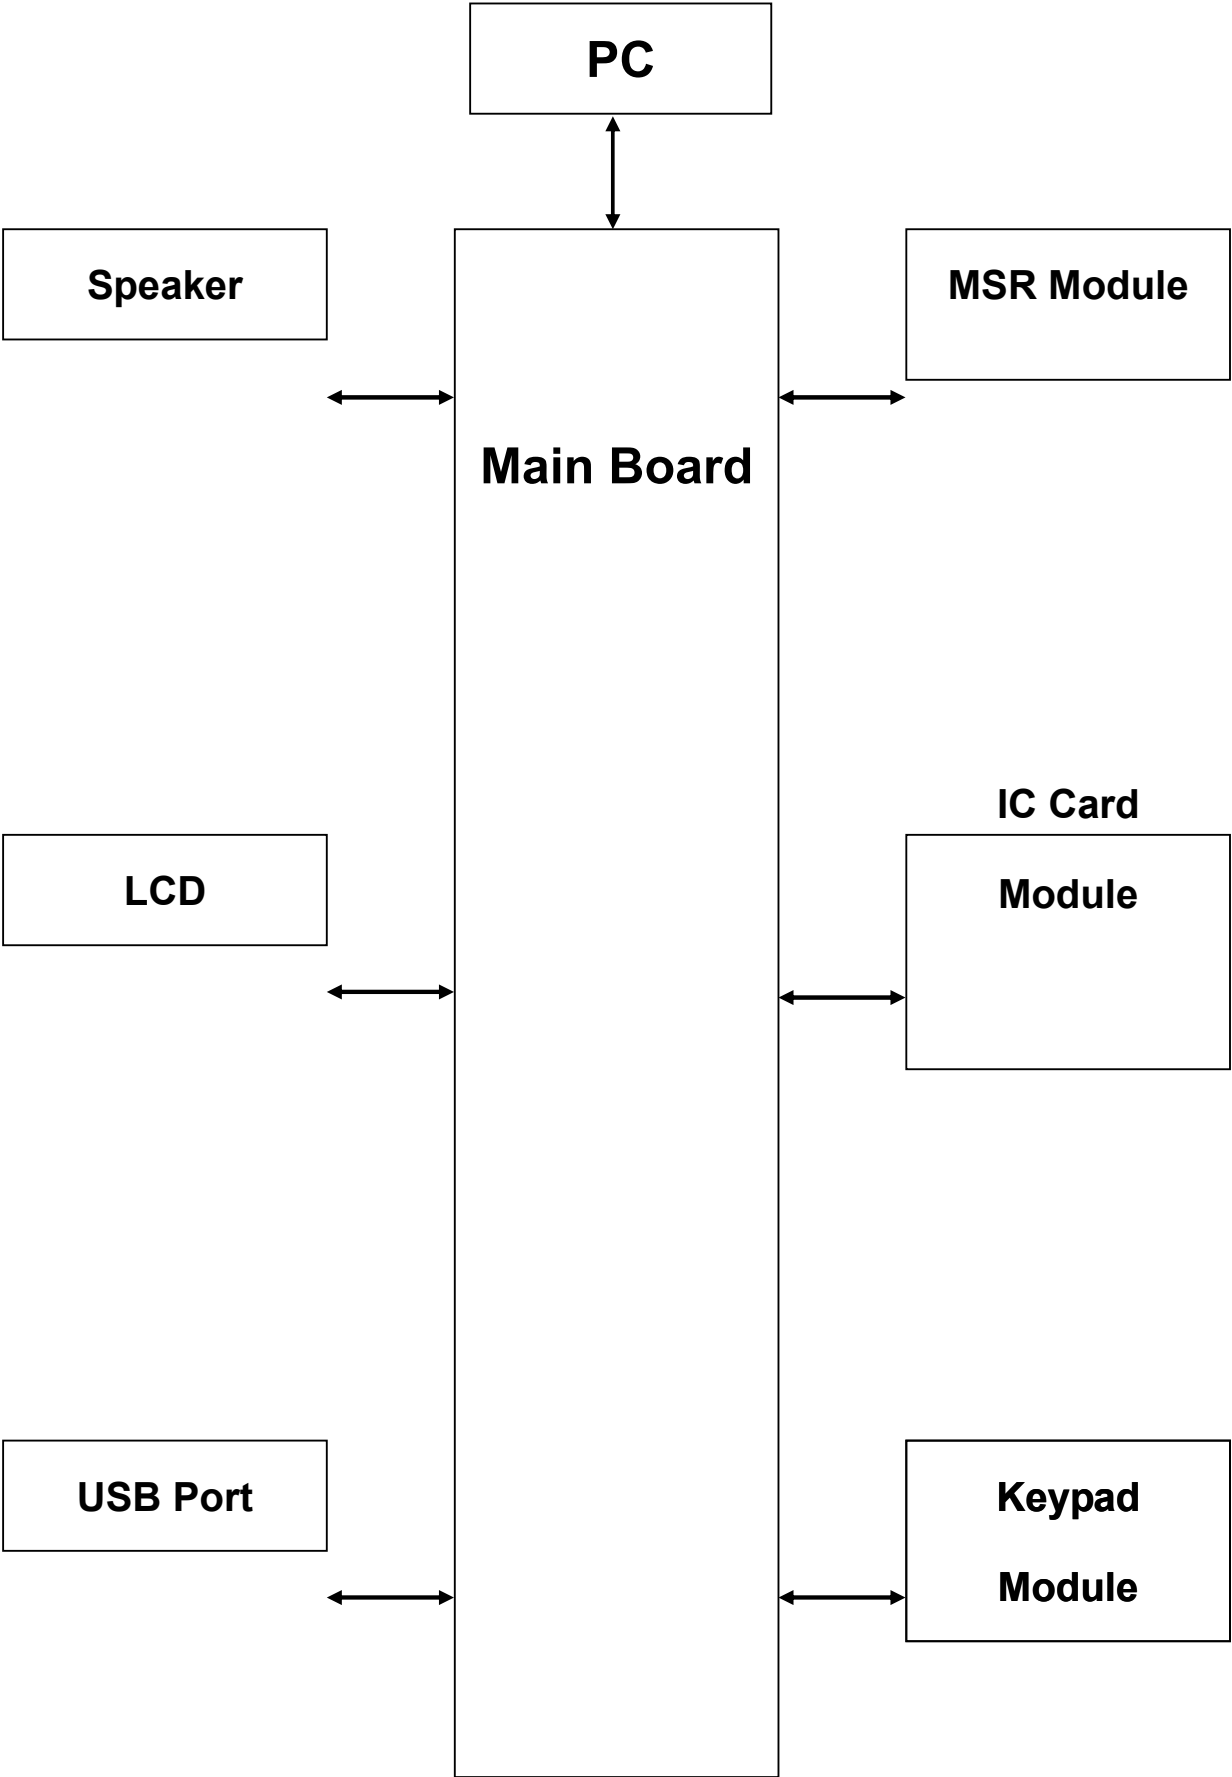 PC
Speaker
MSR Module
Main Board
IC Card
LCD
Module
USB Port
Keypad
Module